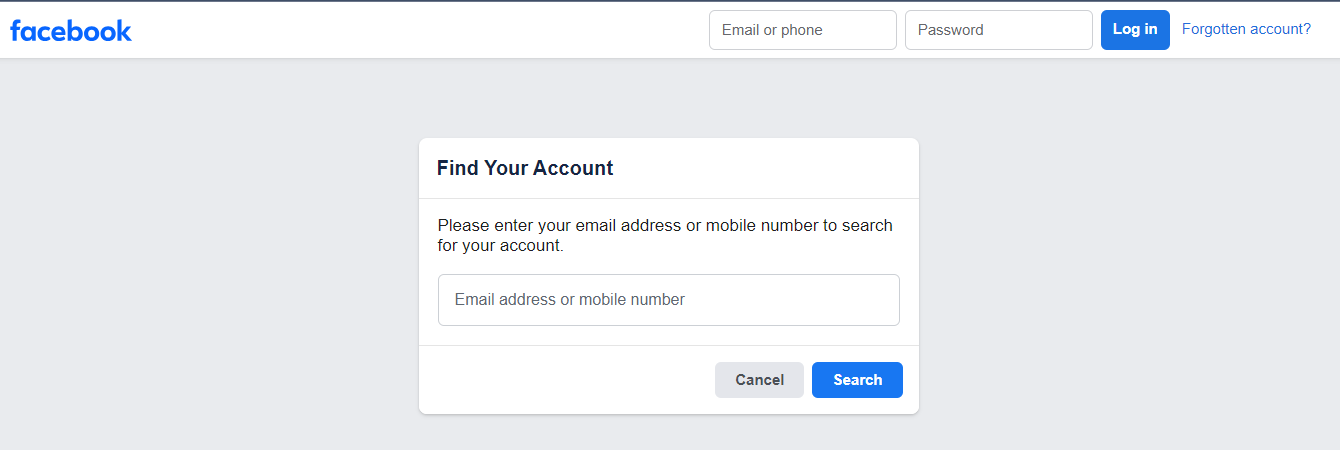 facebook
Email or phone
Password
Log in
Forgotten account?
Find Your Account
Please enter your email address or mobile number to search
for your account.
Email address or mobile number
Cancel
Search